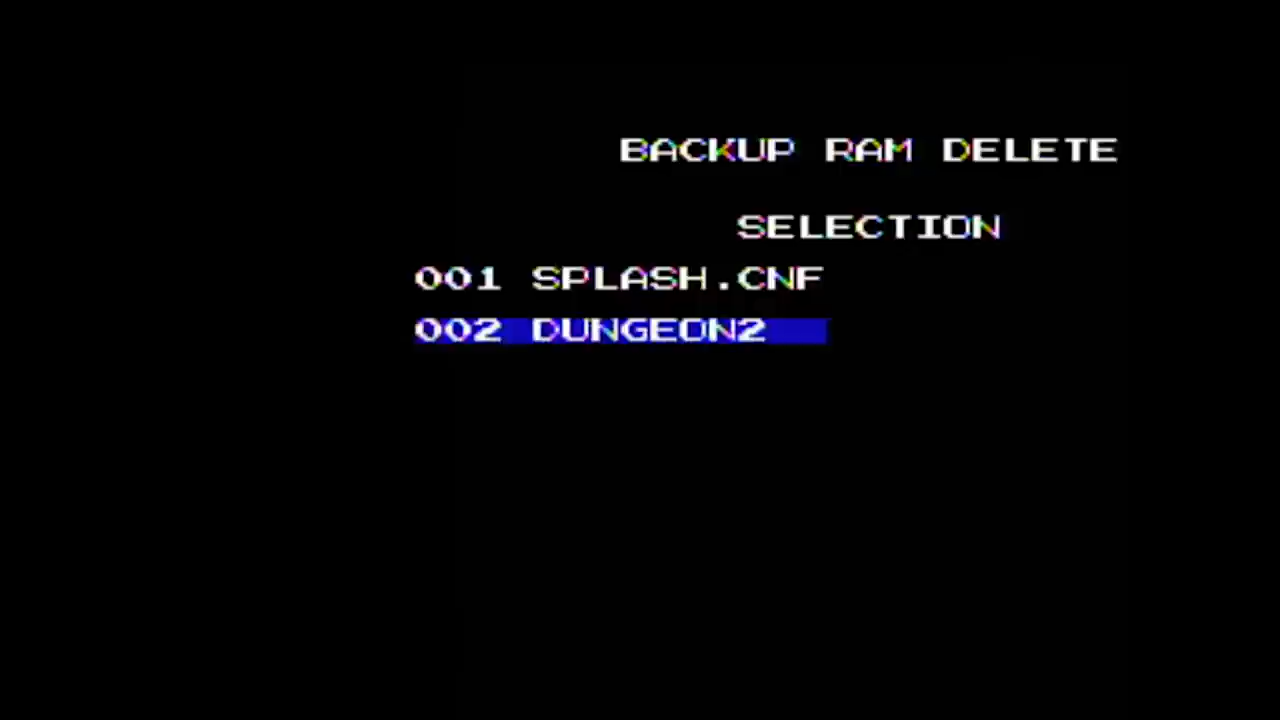 BACKUP RAM DELETE
SELECTION
001 SPLASH.CNF
002 DUNGEON2